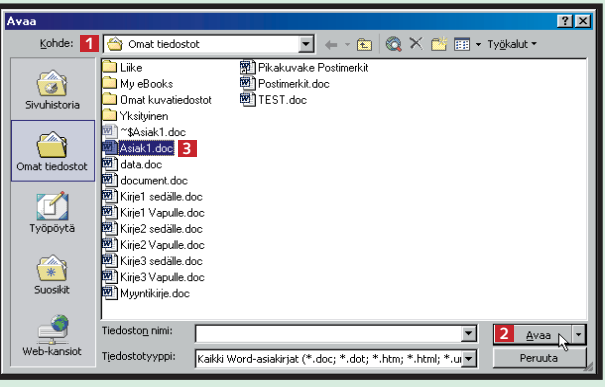 Avaa
Kohde: 1 Omat tiedostot Työkalut
Sivuhistoria
Omat tiedostot
Työpöytä
Suosikit
Web-kansiot
Liike
My eBooks
Omat kuvatiedostot
Yksityinen
~$Asiak1.doc
Asiak1.doc 3
data.doc
document.doc
Kirje1 sedälle.doc
Kirje1 Vapulle.doc
Kirje2 sedälle.doc
Kirje2 Vapulle.doc
Kirje3 sedälle.doc
Kirje3 Vapulle.doc
Myyntikirje.doc
Pikakuvake Postimerkit
Postimerkit.doc
TEST.doc
Tiedoston nimi:
2 Avaa
Tiedostotyyppi: Kaikki Word-asiakirjat (*.doc; *.dot; *.htm; *.html; *.ur
Peruuta